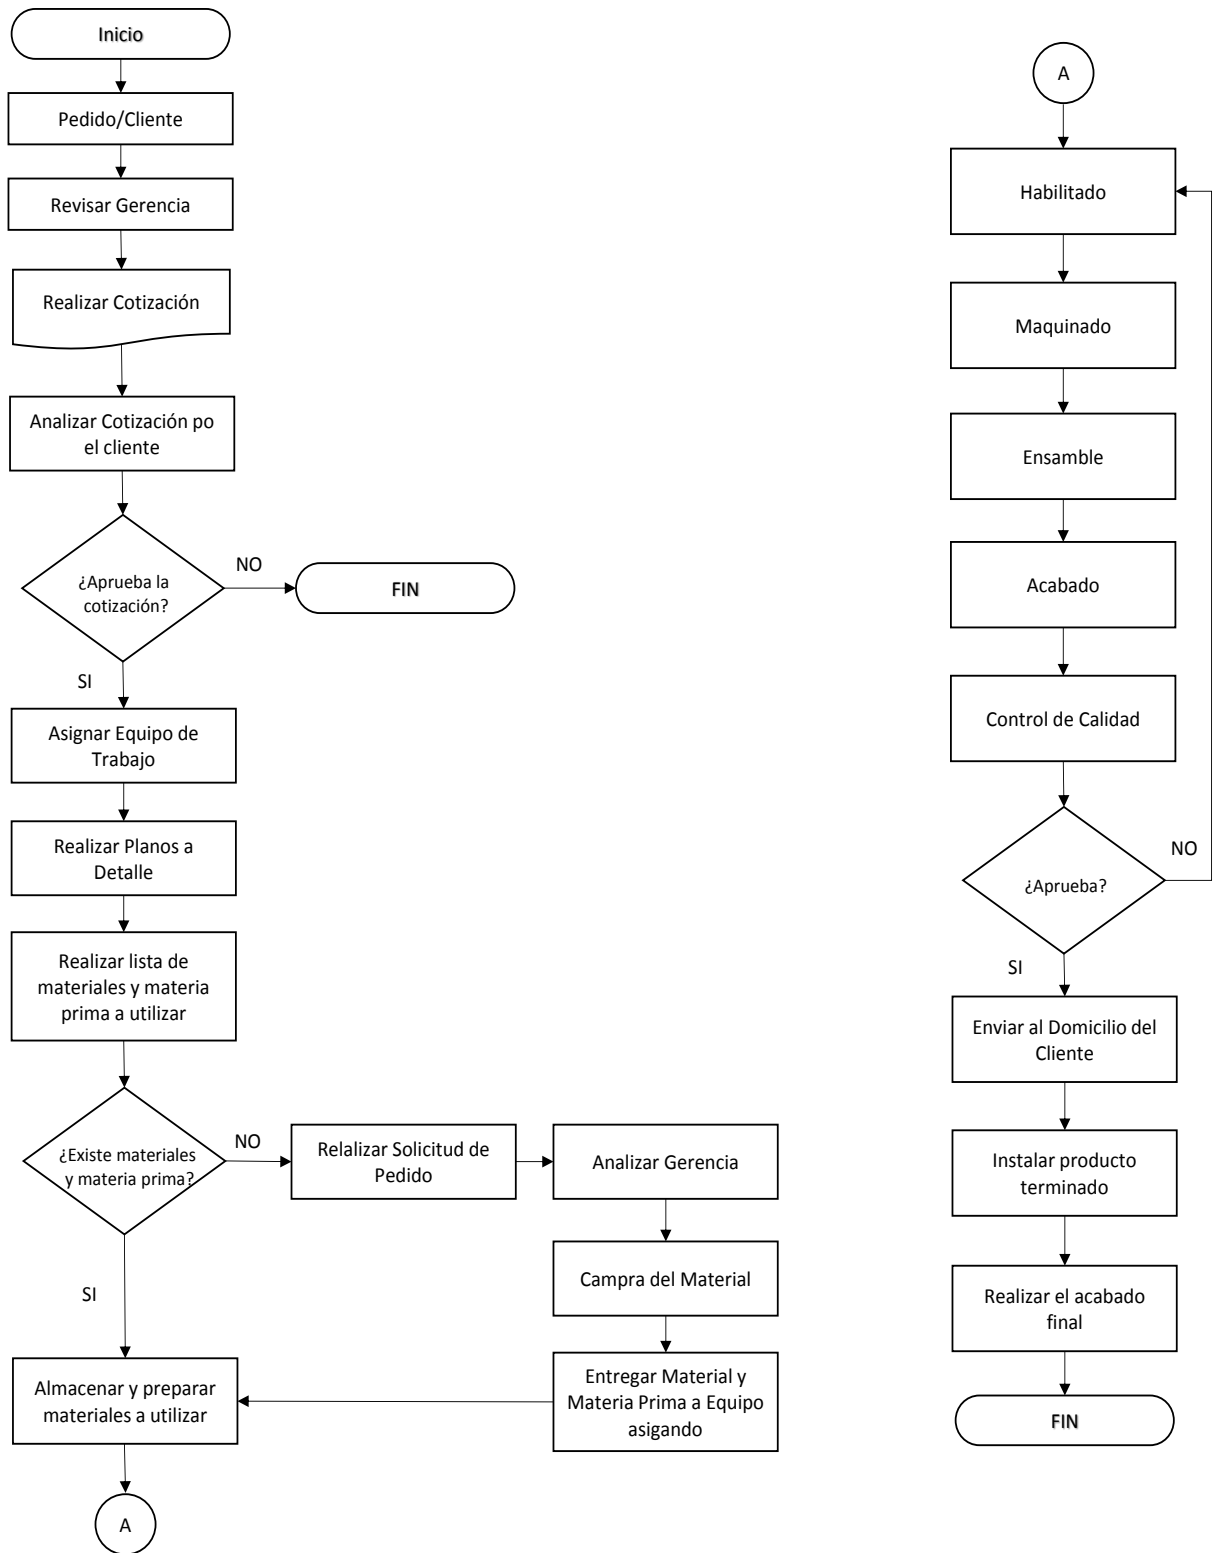 Inicio
Pedido/Cliente
Revisar Gerencia
Realizar Cotización
Analizar Cotización po
el cliente
¿Aprueba la
cotización?
NO
FIN
SI
Asignar Equipo de
Trabajo
Realizar Planos a
Detalle
Realizar lista de
materiales y materia
prima a utilizar
¿Existe materiales
y materia prima?
NO
Relalizar Solicitud de
Pedido
Analizar Gerencia
Campra del Material
Entregar Material y
Materia Prima a Equipo
asigando
SI
Almacenar y preparar
materiales a utilizar
A
A
Habilitado
Maquinado
Ensamble
Acabado
Control de Calidad
¿Aprueba?
NO
SI
Enviar al Domicilio del
Cliente
Instalar producto
terminado
Realizar el acabado
final
FIN